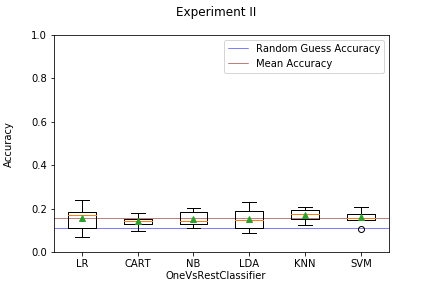 Experiment II
1.0
0.8
0.6
0.4
0.2
0.0
Accuracy
Random Guess Accuracy
Mean Accuracy
LR
CART
NB
LDA
KNN
SVM
OneVsRestClassifier